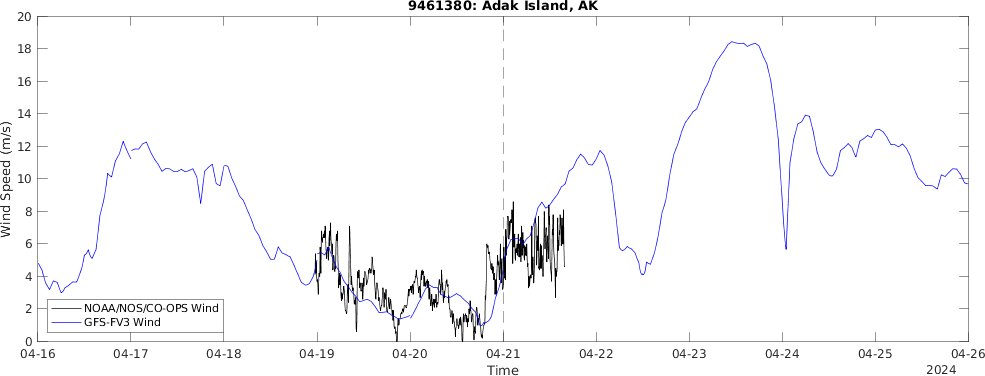 9461380: Adak Island, AK
20
18
16
14
12
10
8
6
4
2
0
Wind Speed (m/s)
NOAA/NOS/CO-OPS Wind
GFS-FV3 Wind
04-16 04-17 04-18 04-19 04-20 04-21 04-22 04-23 04-24 04-25 04-26
Time
2024